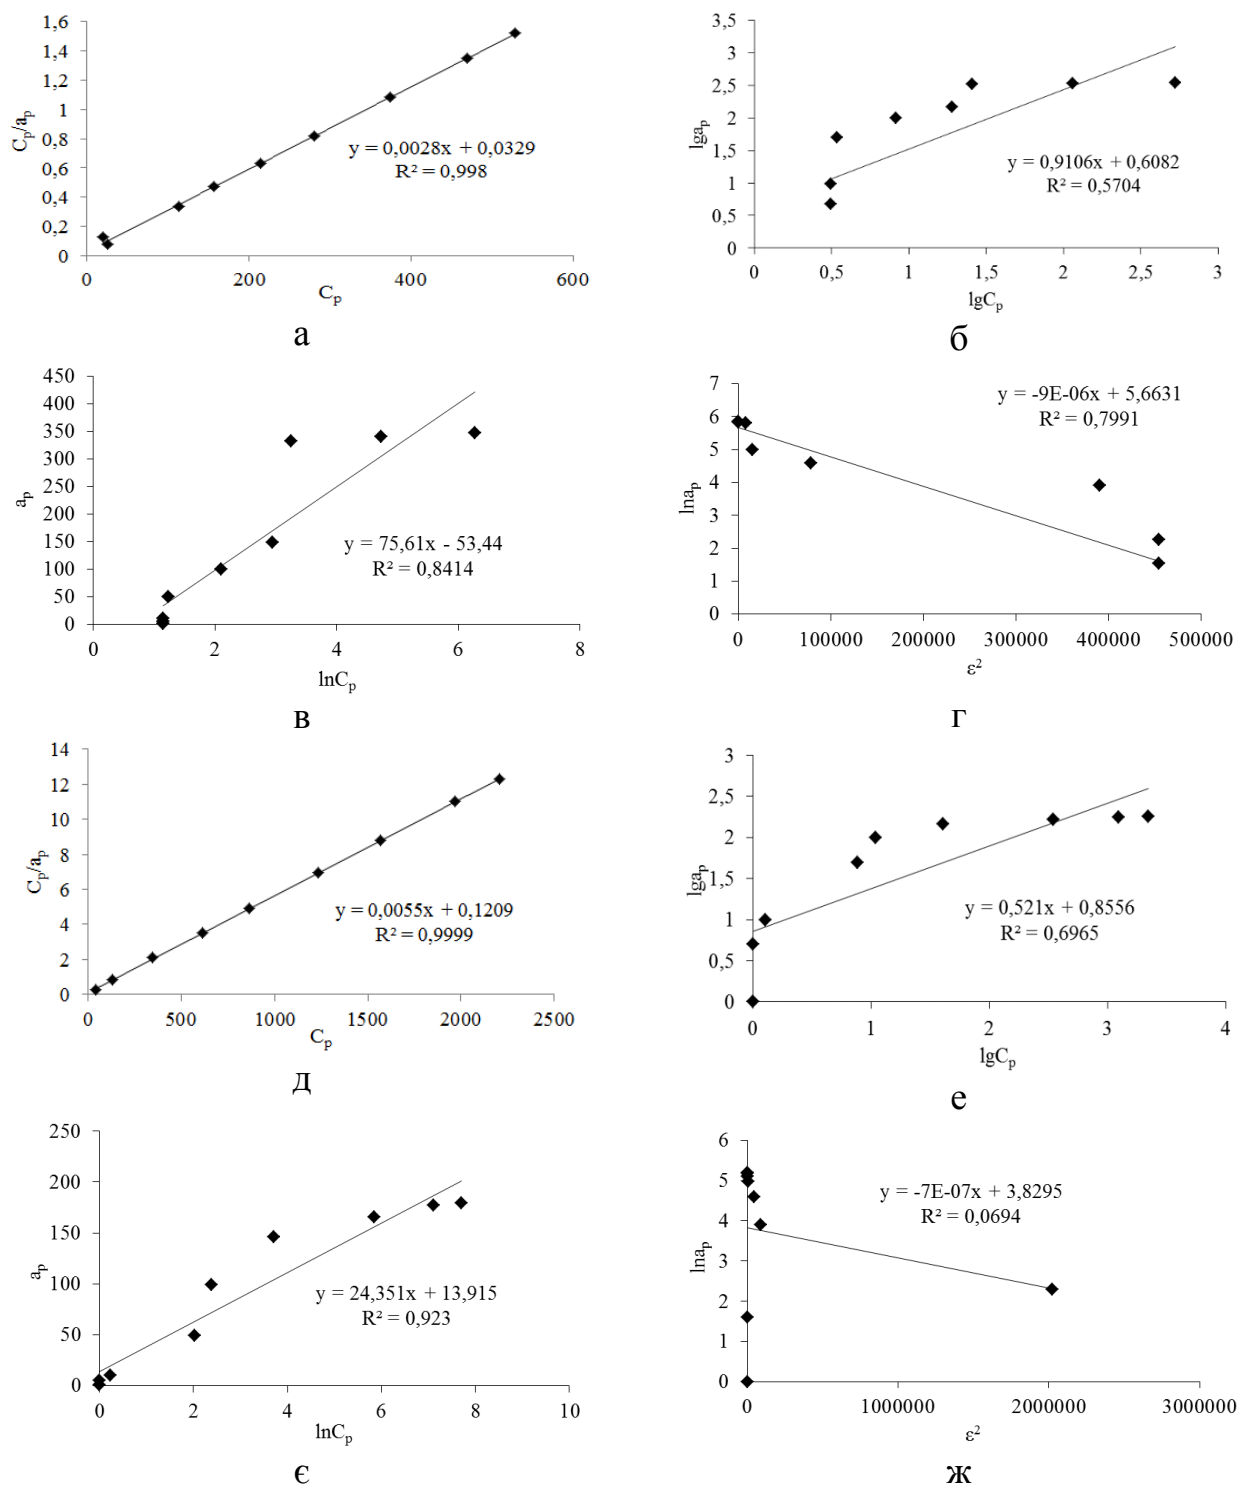 1,6
1,4
1,2
1
0,8
0,6
0,4
0,2
0
Cₚ/aₚ
y = 0,0028x + 0,0329
R² = 0,998
0 200 400 600
Cₚ
а
3,5
3
2,5
2
1,5
1
0,5
0
lgaₚ
y = 0,9106x + 0,6082
R² = 0,5704
0 0,5 1 1,5 2 2,5 3
lgCₚ
б
450
400
350
300
250
200
150
100
50
0
aₚ
y = 75,61x - 53,44
R² = 0,8414
0 2 4 6 8
lnCₚ
в
7
6
5
4
3
2
1
0
lnaₚ
y = -9E-06x + 5,6631
R² = 0,7991
0 100000 200000 300000 400000 500000
ε²
г
14
12
10
8
6
4
2
0
Cₚ/aₚ
y = 0,0055x + 0,1209
R² = 0,9999
0 500 1000 1500 2000 2500
Cₚ
д
3
2,5
2
1,5
1
0,5
0
lgaₚ
y = 0,521x + 0,8556
R² = 0,6965
0 1 2 3 4
lgCₚ
е
250
200
150
100
50
0
aₚ
y = 24,351x + 13,915
R² = 0,923
0 2 4 6 8 10
lnCₚ
є
6
5
4
3
2
1
0
lnaₚ
y = -7E-07x + 3,8295
R² = 0,0694
0 1000000 2000000 3000000
ε²
ж